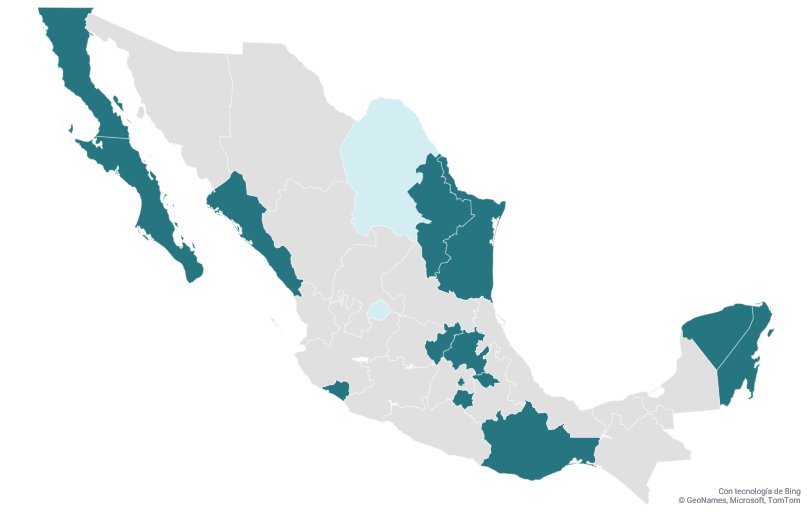 Con tecnología de Bing
© GeoNames, Microsoft, TomTom